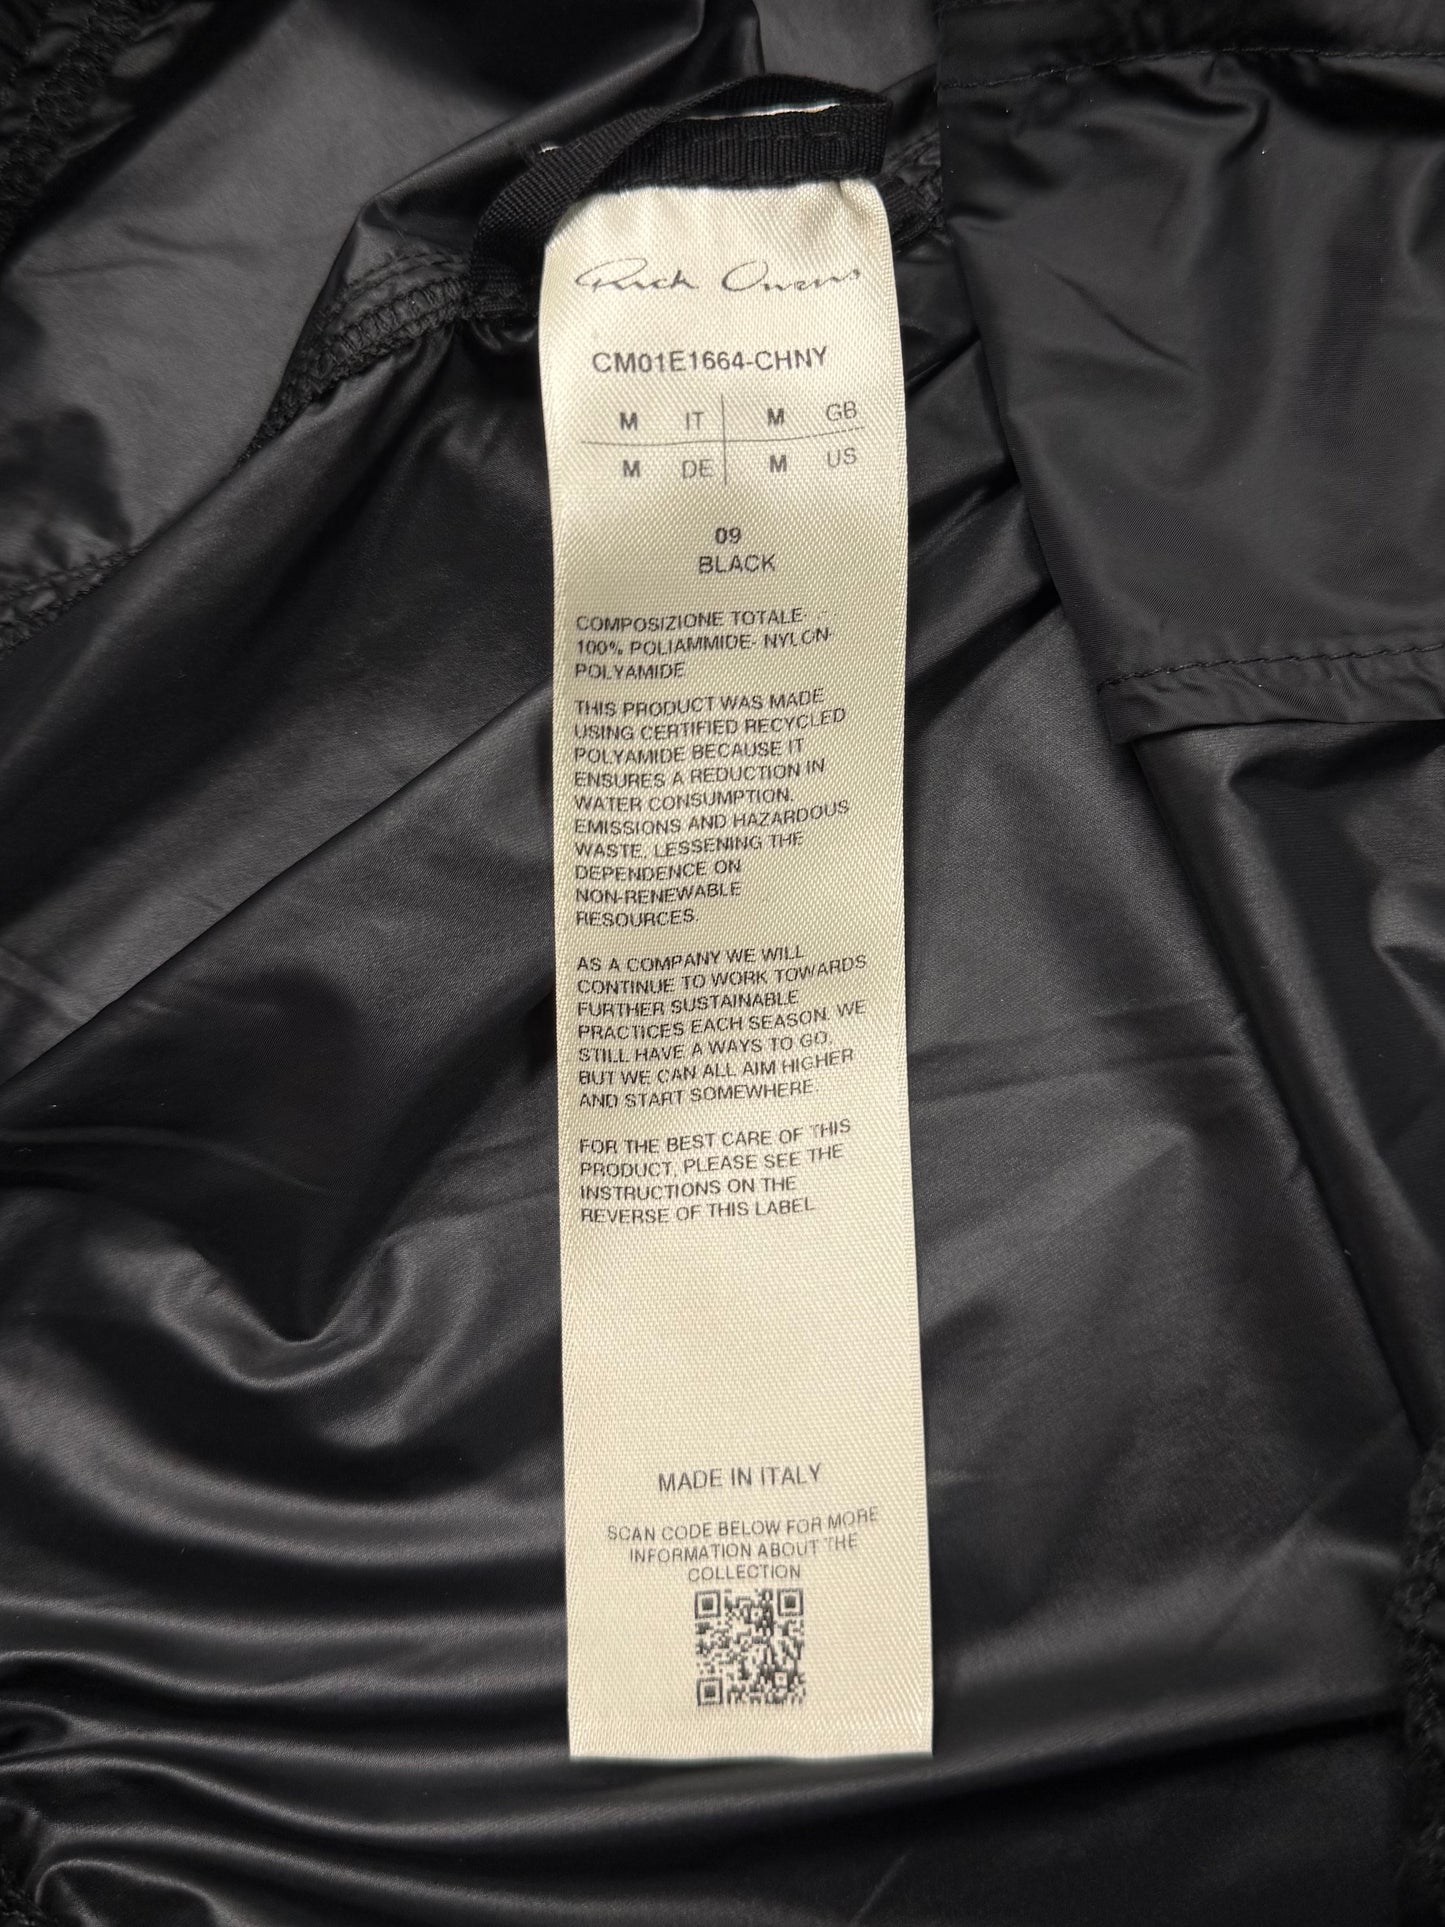 Rick Owens
CM01E1664-CHNY
M IT M GB
M DE M US
09
BLACK
COMPOSIZIONE TOTALE-
100% POLIAMMIDE- NYLON-
POLYAMIDE
THIS PRODUCT WAS MADE
USING CERTIFIED RECYCLED
POLYAMIDE BECAUSE IT
ENSURES A REDUCTION IN
WATER CONSUMPTION,
EMISSIONS AND HAZARDOUS
WASTE, LESSENING THE
DEPENDENCE ON
NON-RENEWABLE
RESOURCES.
AS A COMPANY WE WILL
CONTINUE TO WORK TOWARDS
FURTHER SUSTAINABLE
PRACTICES EACH SEASON. WE
STILL HAVE A WAYS TO GO,
BUT WE CAN ALL AIM HIGHER
AND START SOMEWHERE.
FOR THE BEST CARE OF THIS
PRODUCT, PLEASE SEE THE
INSTRUCTIONS ON THE
REVERSE OF THIS LABEL
MADE IN ITALY
SCAN CODE BELOW FOR MORE
INFORMATION ABOUT THE
COLLECTION